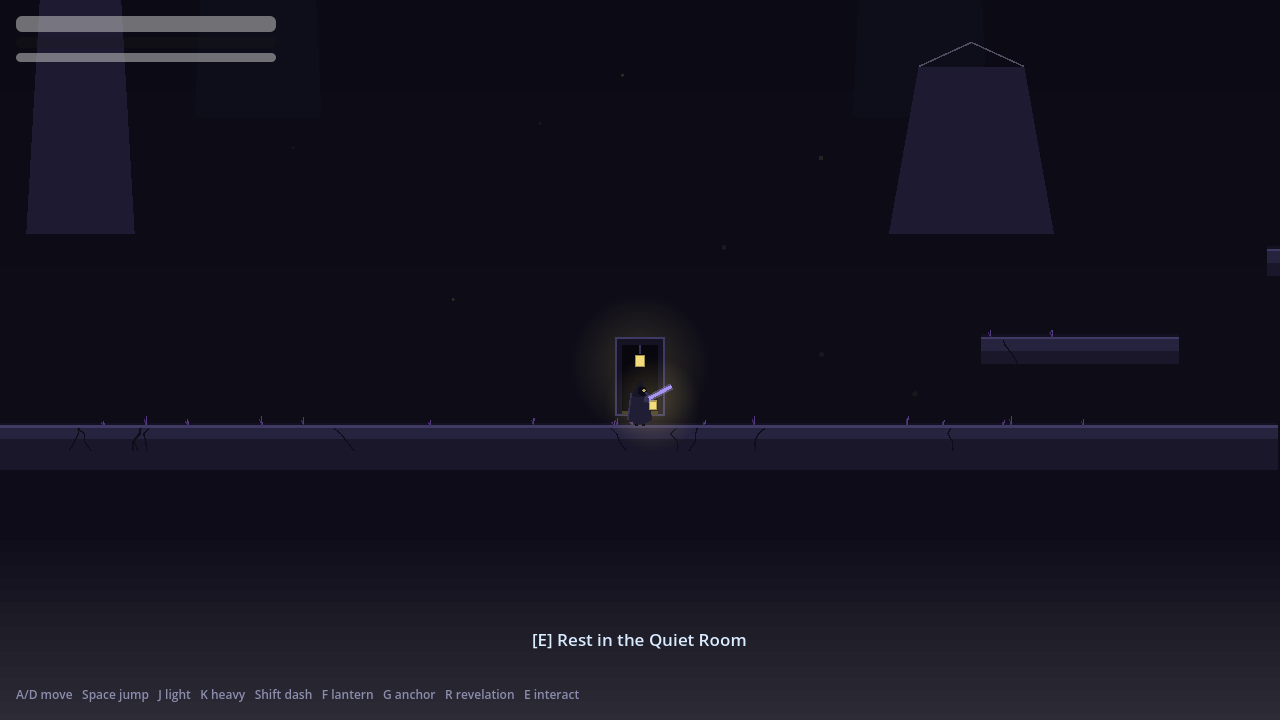 [E] Rest in the Quiet Room
A/D move Space jump J light K heavy Shift dash F lantern G anchor R revelation E interact